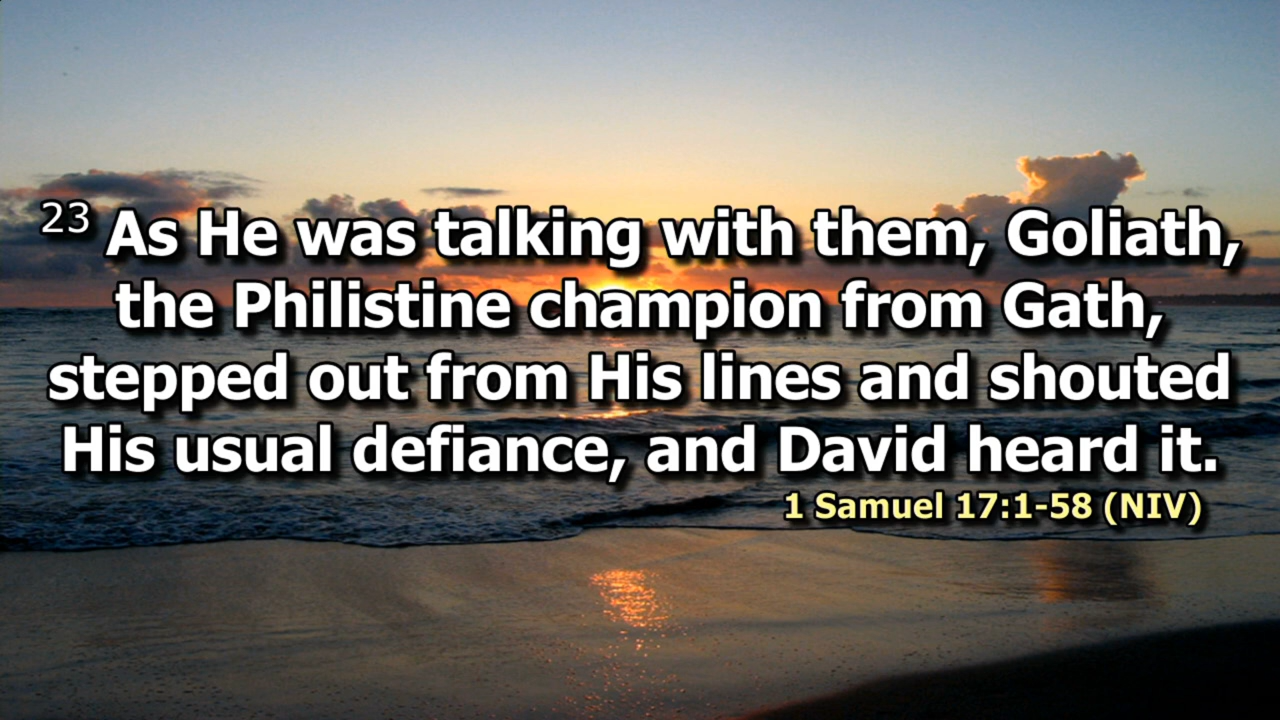 23 As He was talking with them, Goliath,
the Philistine champion from Gath,
stepped out from His lines and shouted
His usual defiance, and David heard it.
1 Samuel 17:1-58 (NIV)